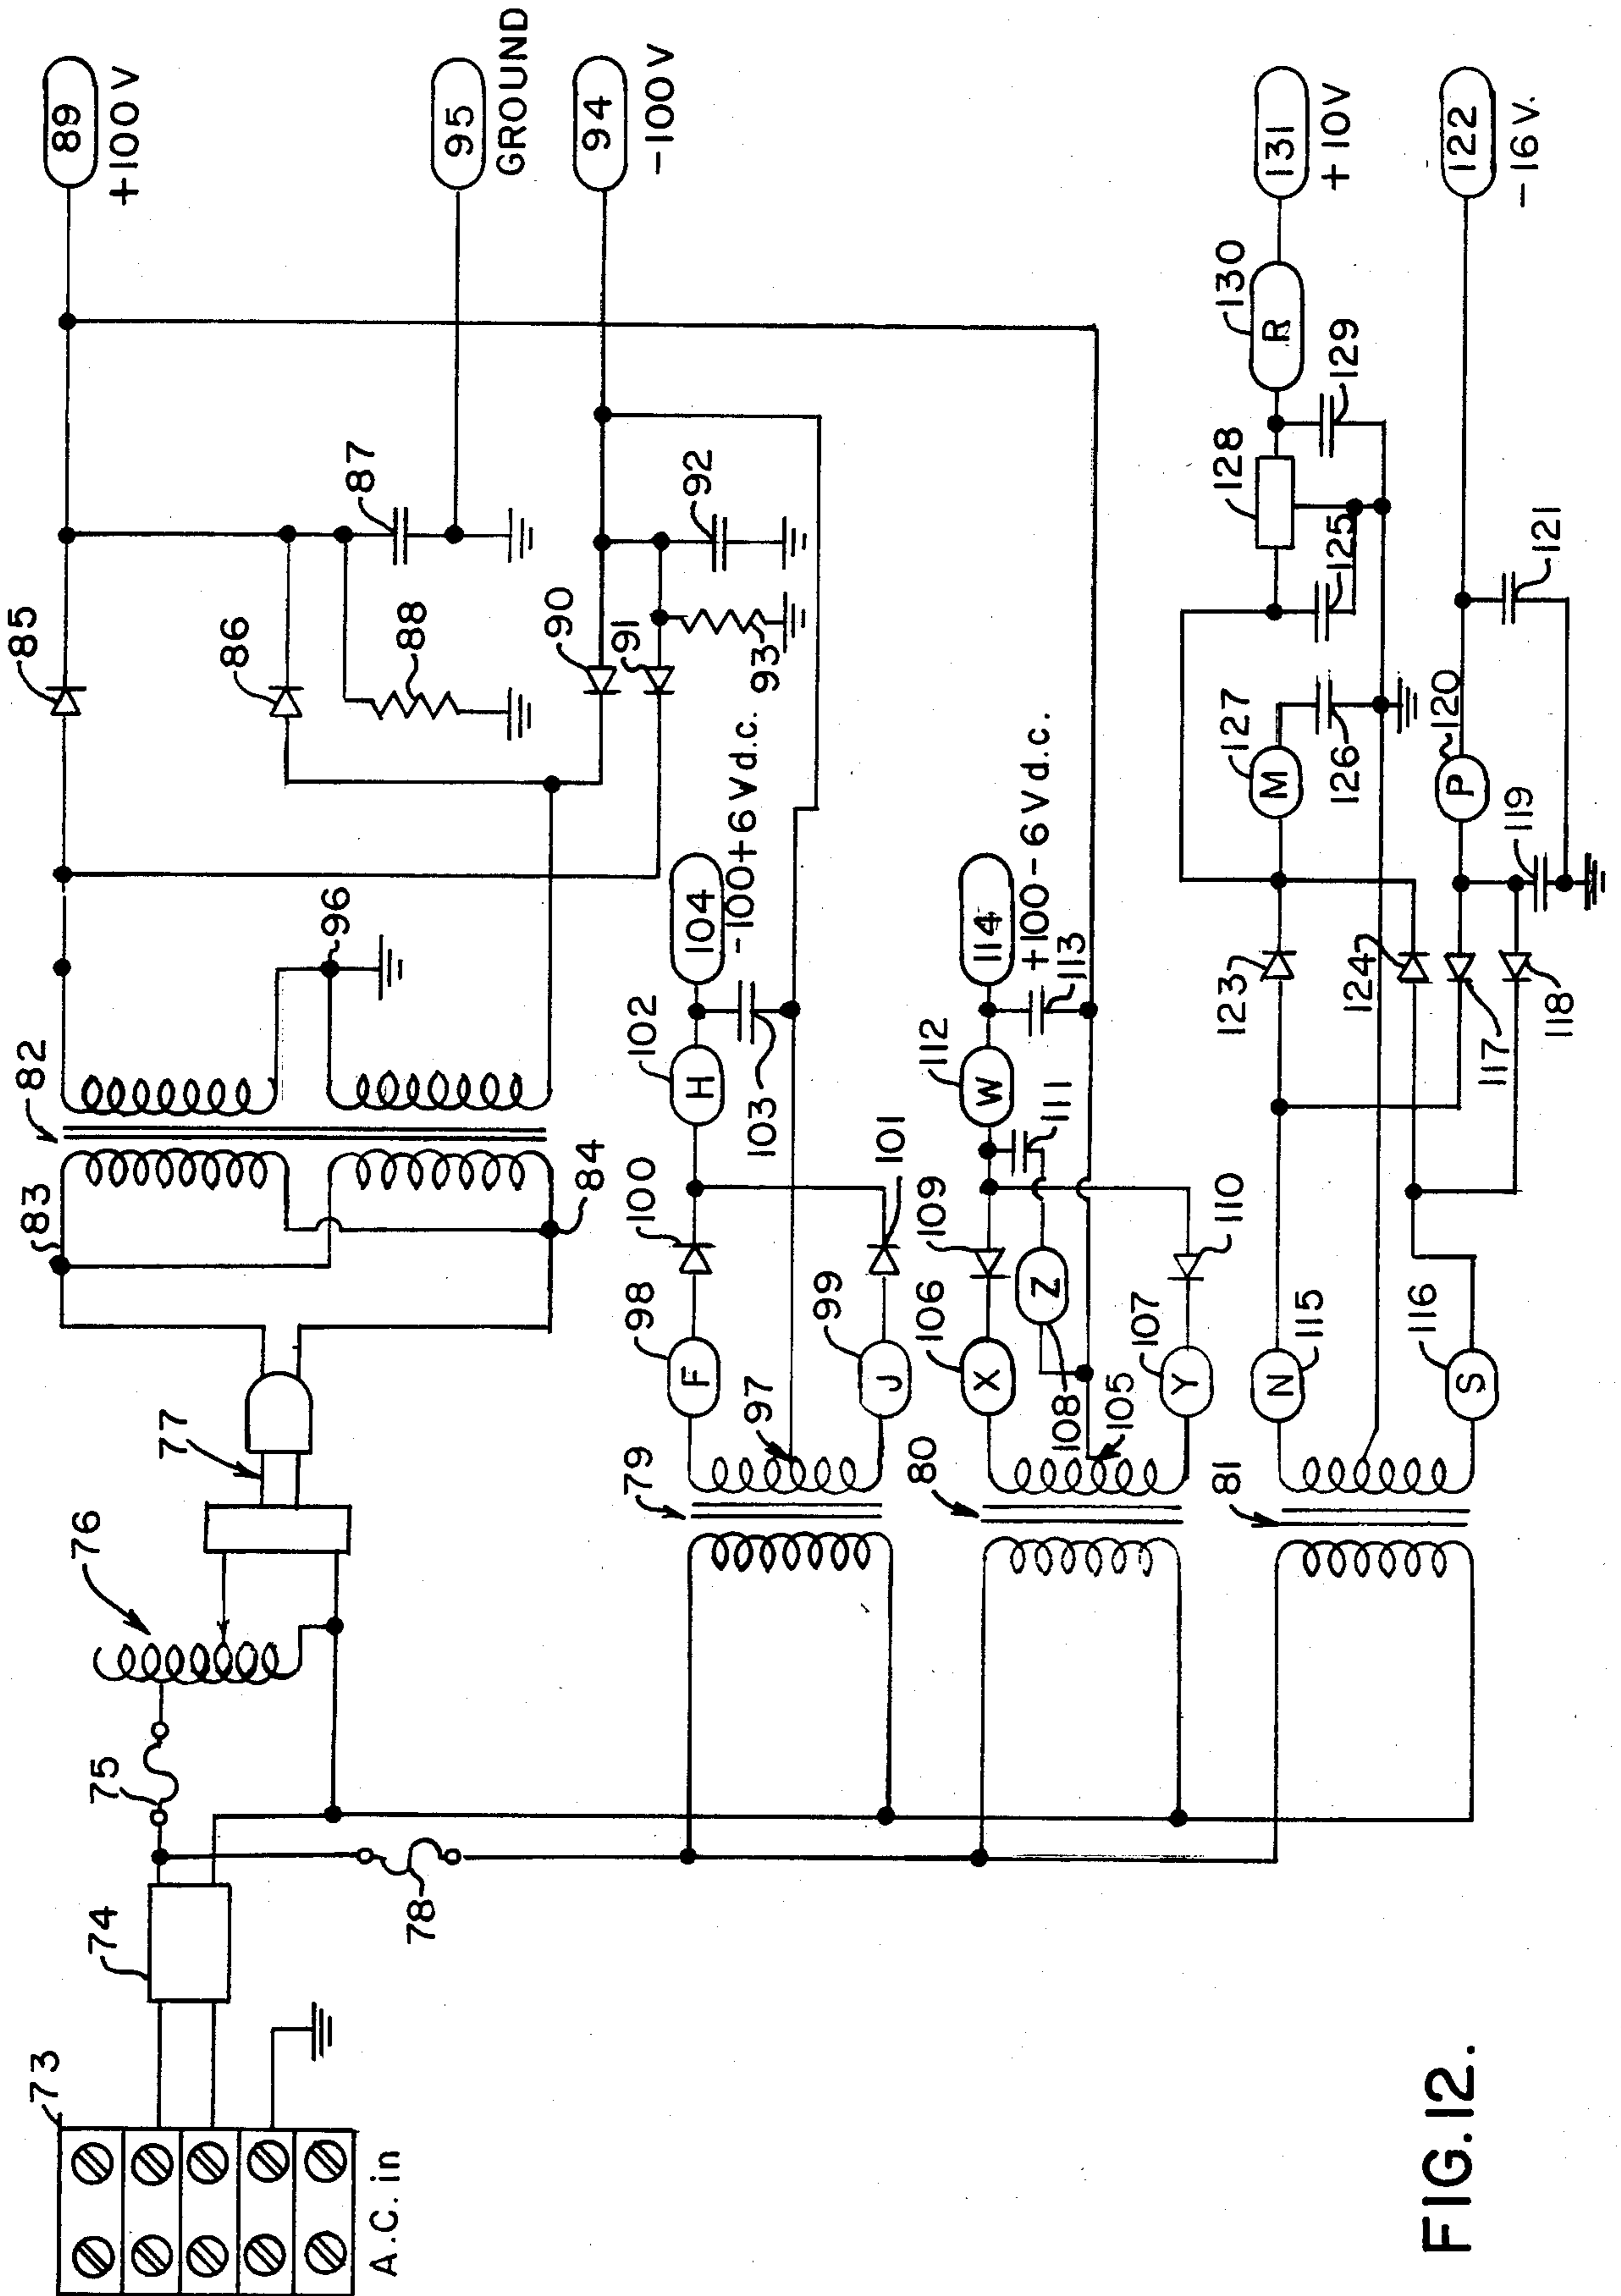 73
A.C. in
74
75
76
77
78
79
80
81
82
83
84
85
86
87
88
89
+100V
90
91
92
93
94
-100V
95
GROUND
96
97
F
98
J
99
100
101
H
102
103
104
-100+6Vd.c.
105
X
106
Y
107
Z
108
109
110
111
W
112
113
114
+100-6Vd.c.
N
115
S
116
117
118
119
P
120
121
122
-16V.
123
124
125
126
M
127
128
129
R
130
131
+10V
FIG.12.